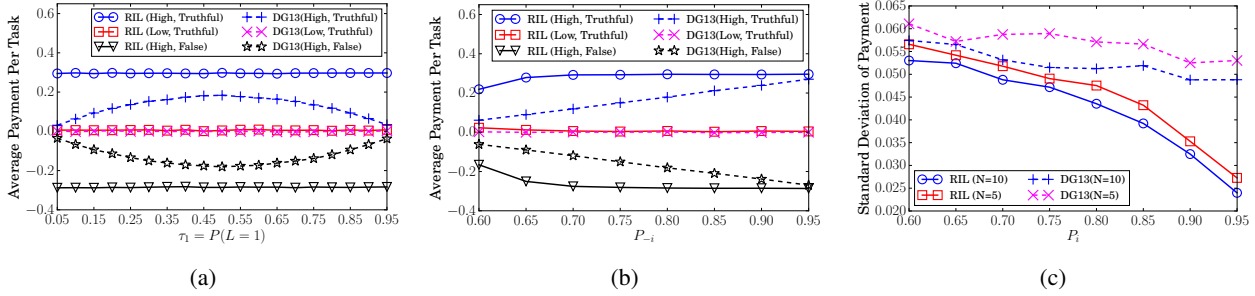 Average Payment Per Task
0.6
0.4
0.2
0.0
−0.2
−0.4
RIL (High, Truthful)
RIL (Low, Truthful)
RIL (High, False)
DG13(High, Truthful)
DG13(Low, Truthful)
DG13(High, False)
0.05 0.15 0.25 0.35 0.45 0.55 0.65 0.75 0.85 0.95
τ₁ = P(L = 1)
(a)
Average Payment Per Task
0.6
0.4
0.2
0.0
−0.2
−0.4
RIL (High, Truthful)
RIL (Low, Truthful)
RIL (High, False)
DG13(High, Truthful)
DG13(Low, Truthful)
DG13(High, False)
0.60 0.65 0.70 0.75 0.80 0.85 0.90 0.95
P₋ᵢ
(b)
Standard Deviation of Payment
0.065
0.060
0.055
0.050
0.045
0.040
0.035
0.030
0.025
0.020
RIL (N=10)
RIL (N=5)
DG13(N=10)
DG13(N=5)
0.60 0.65 0.70 0.75 0.80 0.85 0.90 0.95
Pᵢ
(c)